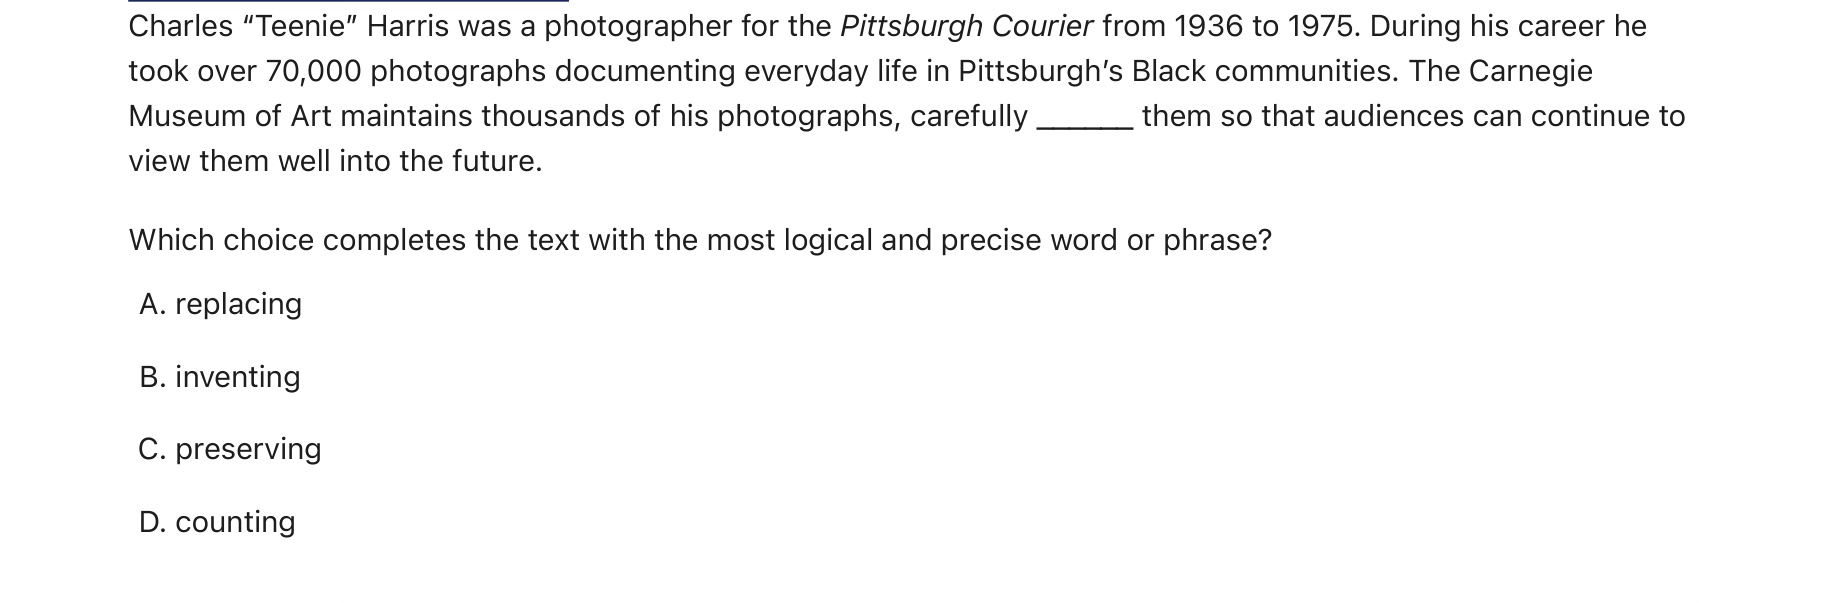 Charles “Teenie” Harris was a photographer for the Pittsburgh Courier from 1936 to 1975. During his career he
took over 70,000 photographs documenting everyday life in Pittsburgh’s Black communities. The Carnegie
Museum of Art maintains thousands of his photographs, carefully ______ them so that audiences can continue to
view them well into the future.
Which choice completes the text with the most logical and precise word or phrase?
A. replacing
B. inventing
C. preserving
D. counting